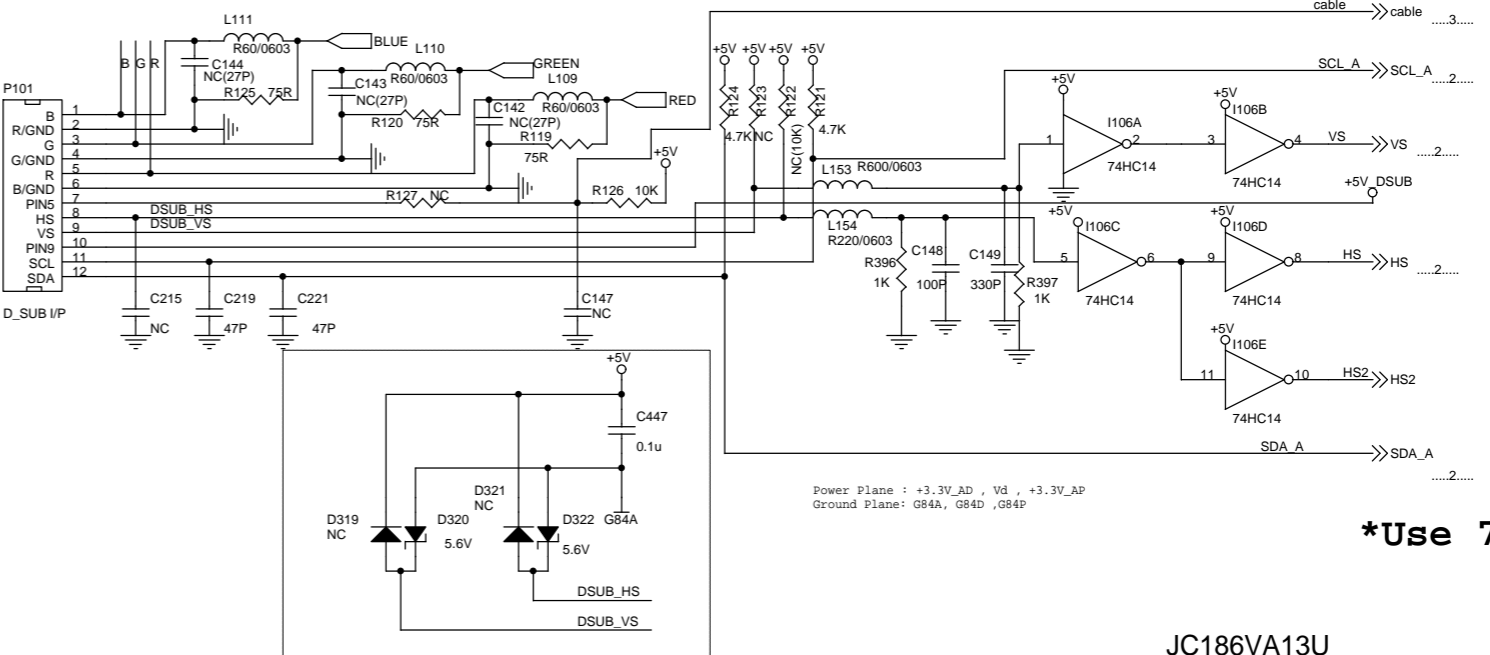 cable
cable
.....3.....
L111
R60/0603
BLUE
L110
R60/0603
GREEN
L109
R60/0603
RED
B G R
C144
NC(27P)
R125 75R
C143
NC(27P)
R120 75R
C142
NC(27P)
R119
75R
+5V
+5V +5V +5V +5V
R124
4.7K
R123
NC
R122
NC(10K)
R121
4.7K
SCL_A
SCL_A
.....2.....
P101
B 1
R/GND 2
G 3
G/GND 4
R 5
B/GND 6
PIN5 7
HS 8
VS 9
PIN9 10
SCL 11
SDA 12
D_SUB I/P
R127 NC
R126 10K
DSUB_HS
DSUB_VS
L153 R600/0603
L154
R220/0603
+5V
I106A
1 2
74HC14
+5V
I106B
3 4
74HC14
VS
VS
.....2.....
+5V_DSUB
R396
1K
C148
100P
C149
330P
R397
1K
+5V
I106C
5 6
74HC14
+5V
I106D
9 8
74HC14
HS
HS
.....2.....
+5V
I106E
11 10
74HC14
HS2
HS2
C215
NC
C219
47P
C221
47P
C147
NC
+5V
C447
0.1u
G84A
D319
NC
D320
5.6V
D321
NC
D322
5.6V
DSUB_HS
DSUB_VS
SDA_A
SDA_A
.....2.....
Power Plane : +3.3V_AD , Vd , +3.3V_AP
Ground Plane: G84A, G84D ,G84P
*Use 7
JC186VA13U